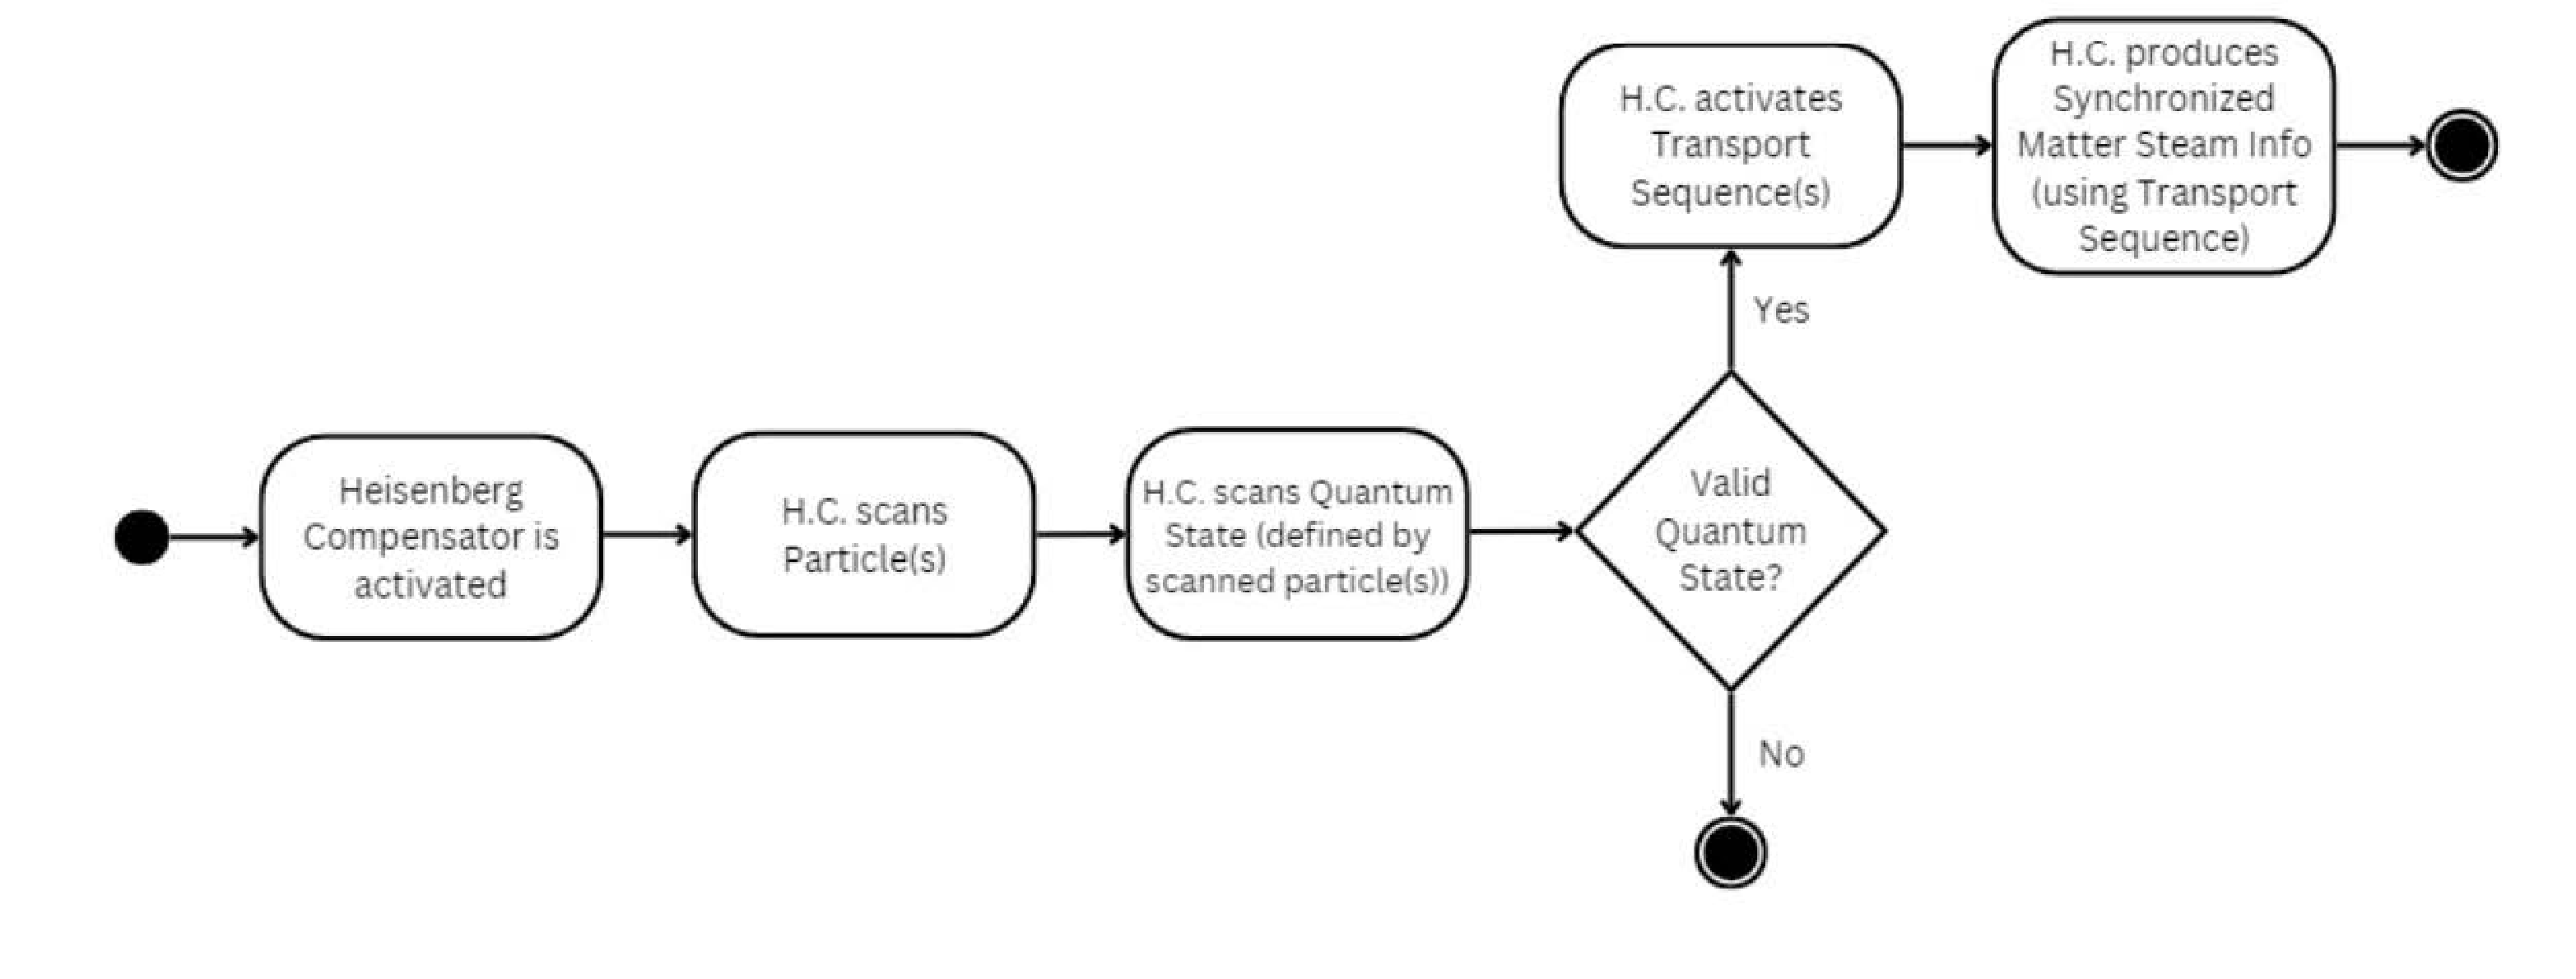 Heisenberg
Compensator is
activated
H.C. scans
Particle(s)
H.C. scans Quantum
State (defined by
scanned particle(s))
Valid
Quantum
State?
Yes
H.C. activates
Transport
Sequence(s)
H.C. produces
Synchronized
Matter Steam Info
(using Transport
Sequence)
No